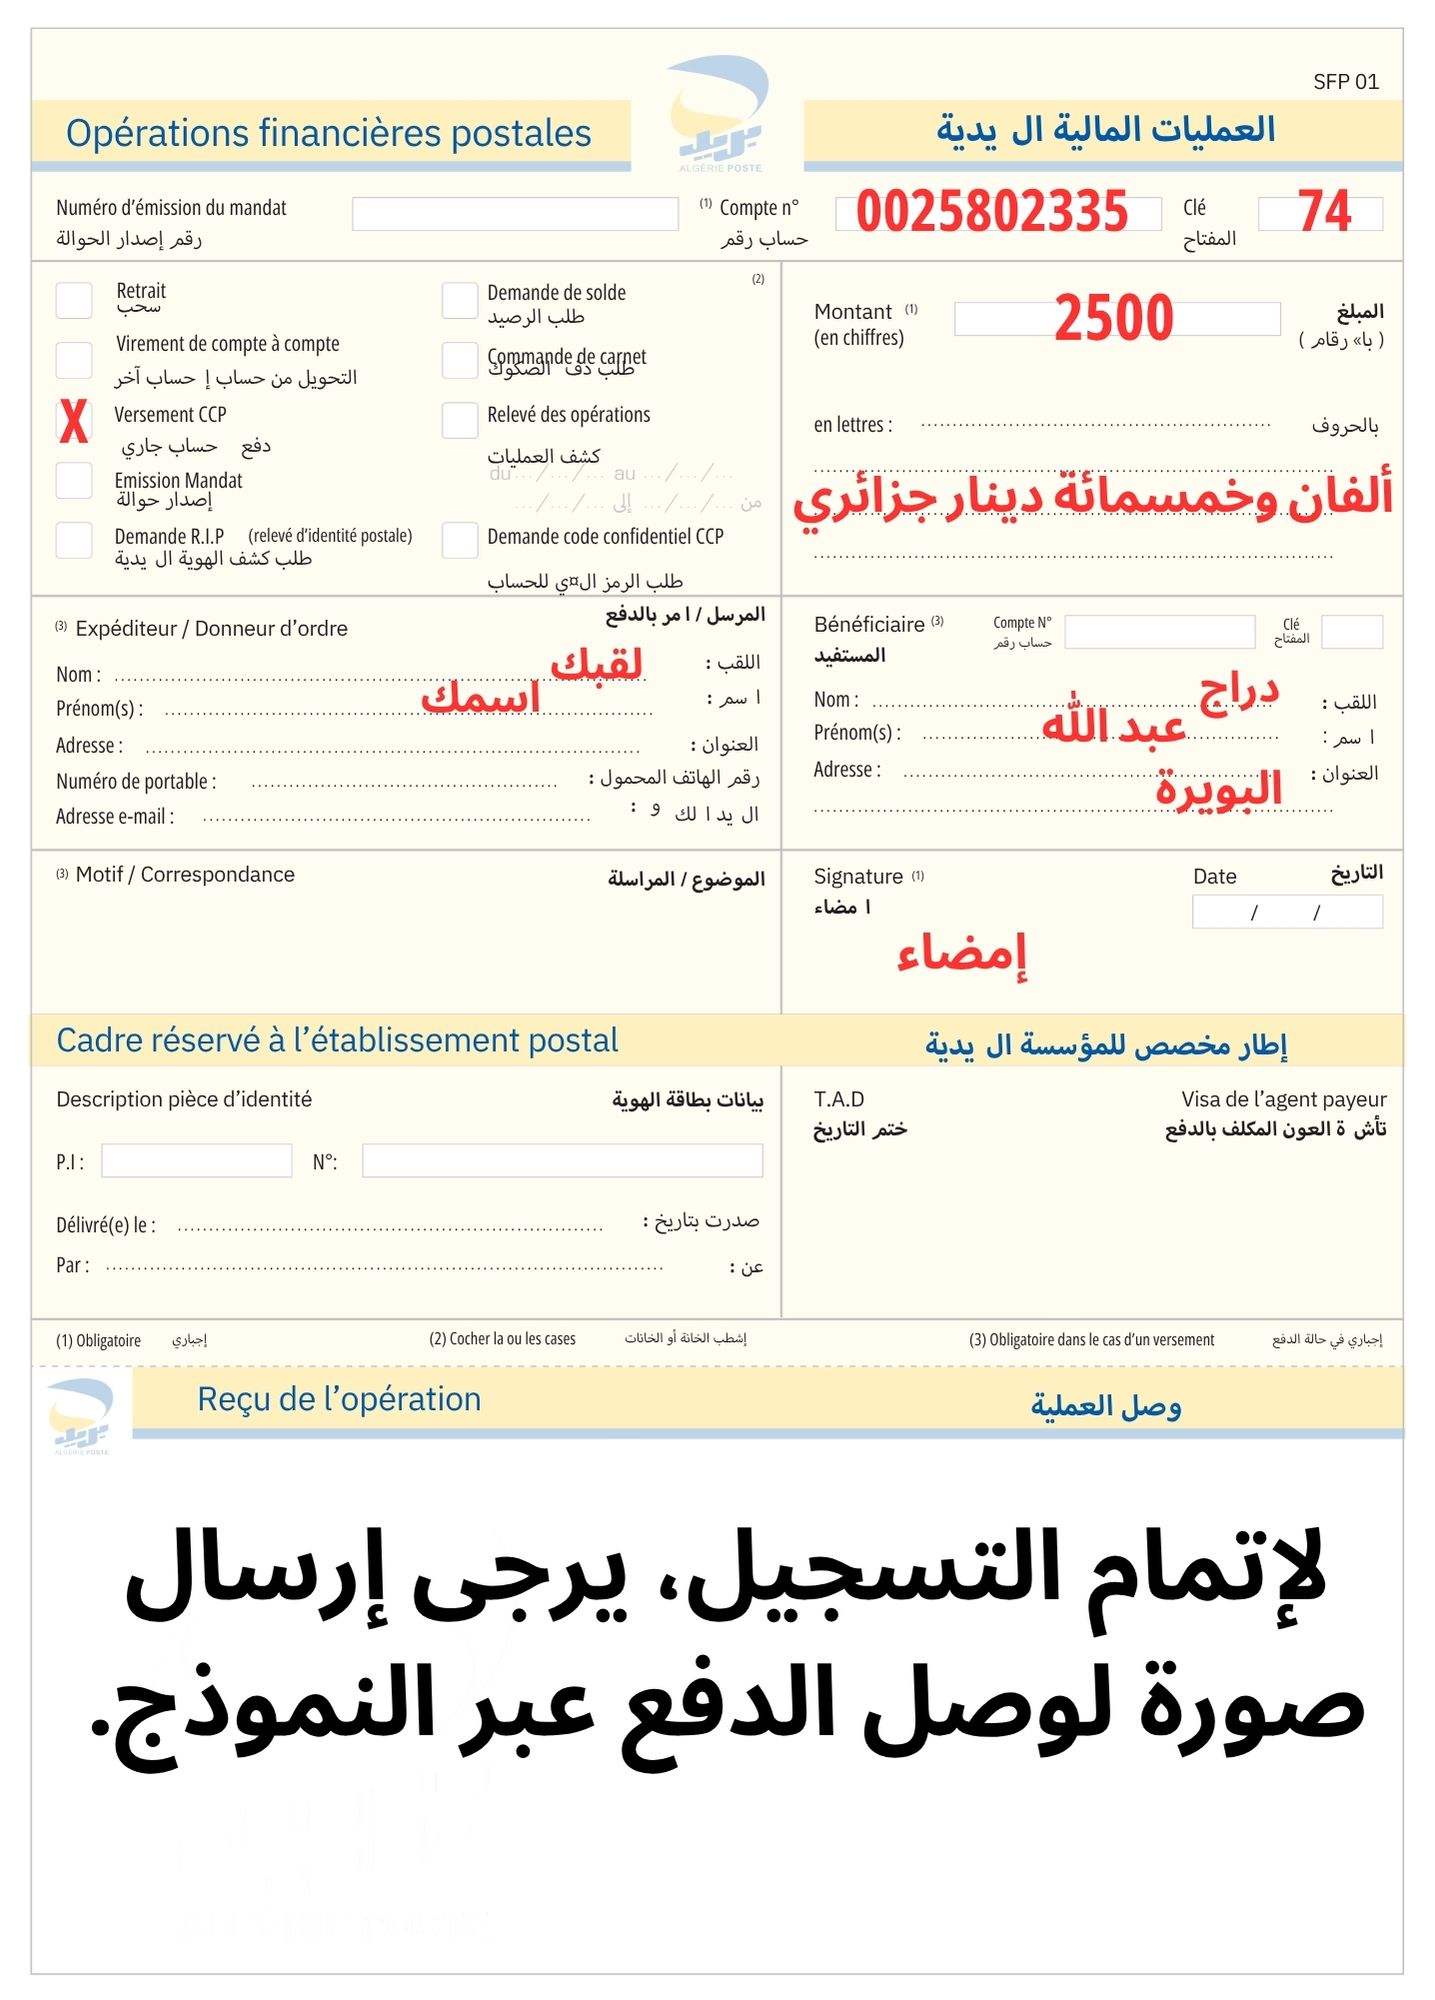 SFP 01
Opérations financières postales
العمليات المالية ال يدية
بريد
ALGÉRIE POSTE
Numéro d'émission du mandat
رقم إصدار الحوالة
(1) Compte n° 0025802335 Clé 74
حساب رقم المفتاح
Retrait
سحب
Virement de compte à compte
التحويل من حساب إ حساب آخر
X Versement CCP
دفع حساب جاري
Emission Mandat
إصدار حوالة
Demande R.I.P (relevé d'identité postale)
طلب كشف الهوية ال يدية
(2)
Demande de solde
طلب الرصيد
Commande de carnet
طلب دف الصكوك
Relevé des opérations
كشف العمليات
du .../.../... au .../.../...
من .../.../... إلى .../.../...
Demande code confidentiel CCP
طلب الرمز ال¤ي للحساب
Montant (1) 2500 المبلغ
(en chiffres) ( با» رقام )
en lettres : بالحروف
ألفان وخمسمائة دينار جزائري
(3) Expéditeur / Donneur d'ordre المرسل / ا مر بالدفع
Nom : لقبك اللقب :
Prénom(s) : اسمك ا سم :
Adresse : العنوان :
Numéro de portable : رقم الهاتف المحمول :
Adresse e-mail : ال يد ا لك و :
Bénéficiaire (3) Compte N° Clé
المستفيد حساب رقم المفتاح
Nom : دراج اللقب :
Prénom(s) : عبد الله ا سم :
Adresse : العنوان :
البويرة
(3) Motif / Correspondance الموضوع / المراسلة
Signature (1) Date التاريخ
ا مضاء / /
إمضاء
Cadre réservé à l'établissement postal
إطار مخصص للمؤسسة ال يدية
Description pièce d'identité بيانات بطاقة الهوية
P.I : N°:
Délivré(e) le : صدرت بتاريخ :
Par : عن :
T.A.D Visa de l'agent payeur
ختم التاريخ تأش ة العون المكلف بالدفع
(1) Obligatoire إجباري (2) Cocher la ou les cases إشطب الخانة أو الخانات (3) Obligatoire dans le cas d'un versement إجباري في حالة الدفع
بريد
ALGÉRIE POSTE
Reçu de l'opération وصل العملية
لإتمام التسجيل، يرجى إرسال
صورة لوصل الدفع عبر النموذج.